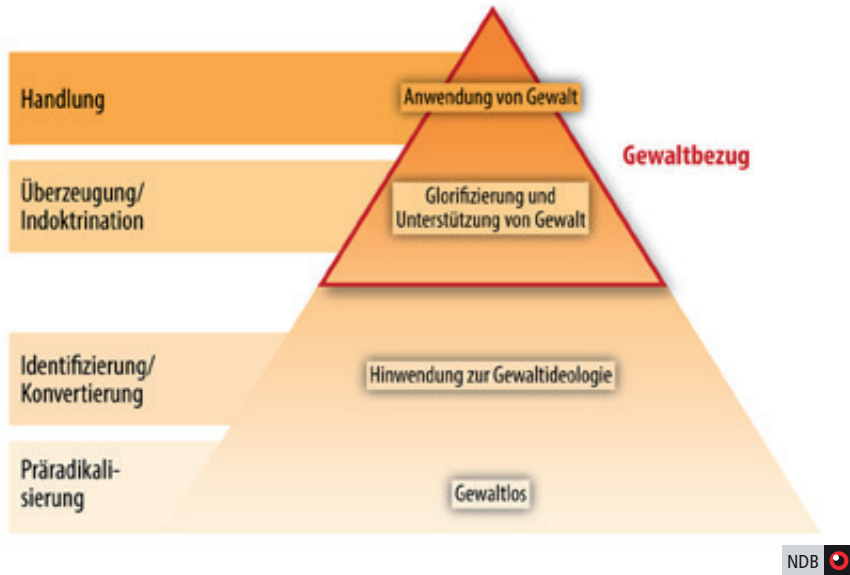 Handlung
Anwendung von Gewalt
Gewaltbezug
Überzeugung/
Indoktrination
Glorifizierung und
Unterstützung von Gewalt
Identifizierung/
Konvertierung
Hinwendung zur Gewaltideologie
Präradikali-
sierung
Gewaltlos
NDB